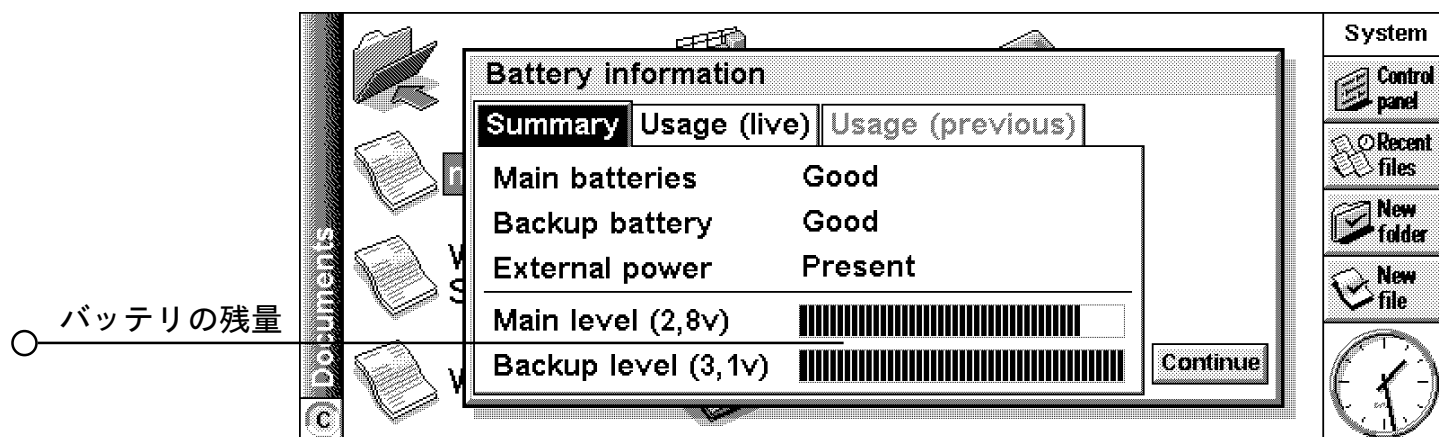 System
Control
panel
Recent
files
New
folder
New
file
Documents
Battery information
Summary Usage (live) Usage (previous)
Main batteries Good
Backup battery Good
External power Present
Main level (2,8v)
Backup level (3,1v)
Continue
バッテリの残量
C